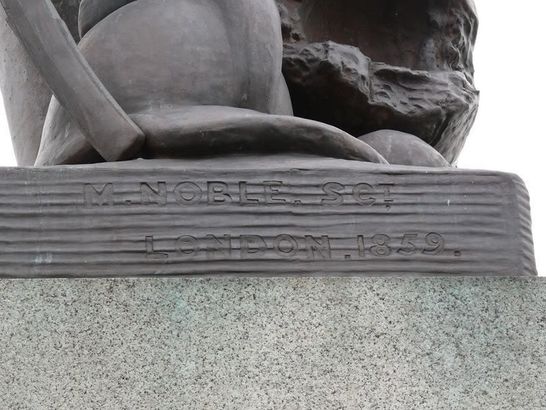 M. NOBLE. SCT.
LONDON. 1859.